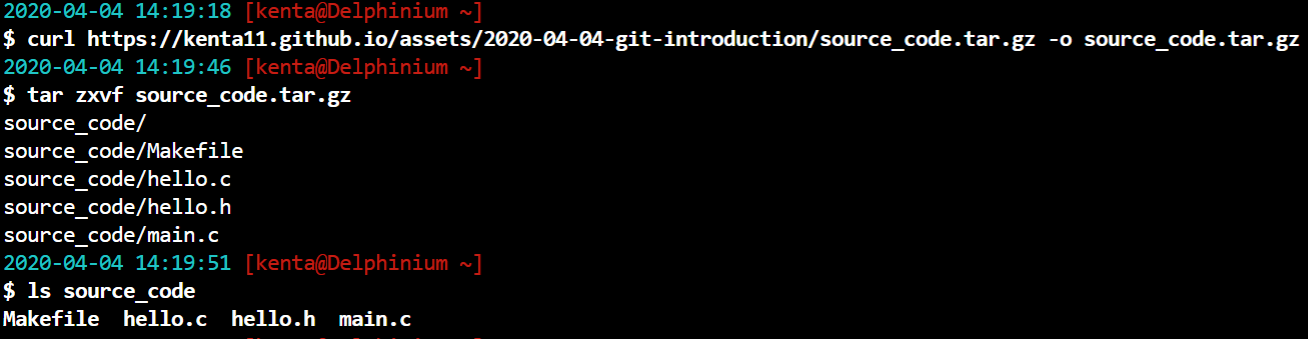 2020-04-04 14:19:18 [kenta@Delphinium ~]
$ curl https://kenta11.github.io/assets/2020-04-04-git-introduction/source_code.tar.gz -o source_code.tar.gz
2020-04-04 14:19:46 [kenta@Delphinium ~]
$ tar zxvf source_code.tar.gz
source_code/
source_code/Makefile
source_code/hello.c
source_code/hello.h
source_code/main.c
2020-04-04 14:19:51 [kenta@Delphinium ~]
$ ls source_code
Makefile  hello.c  hello.h  main.c